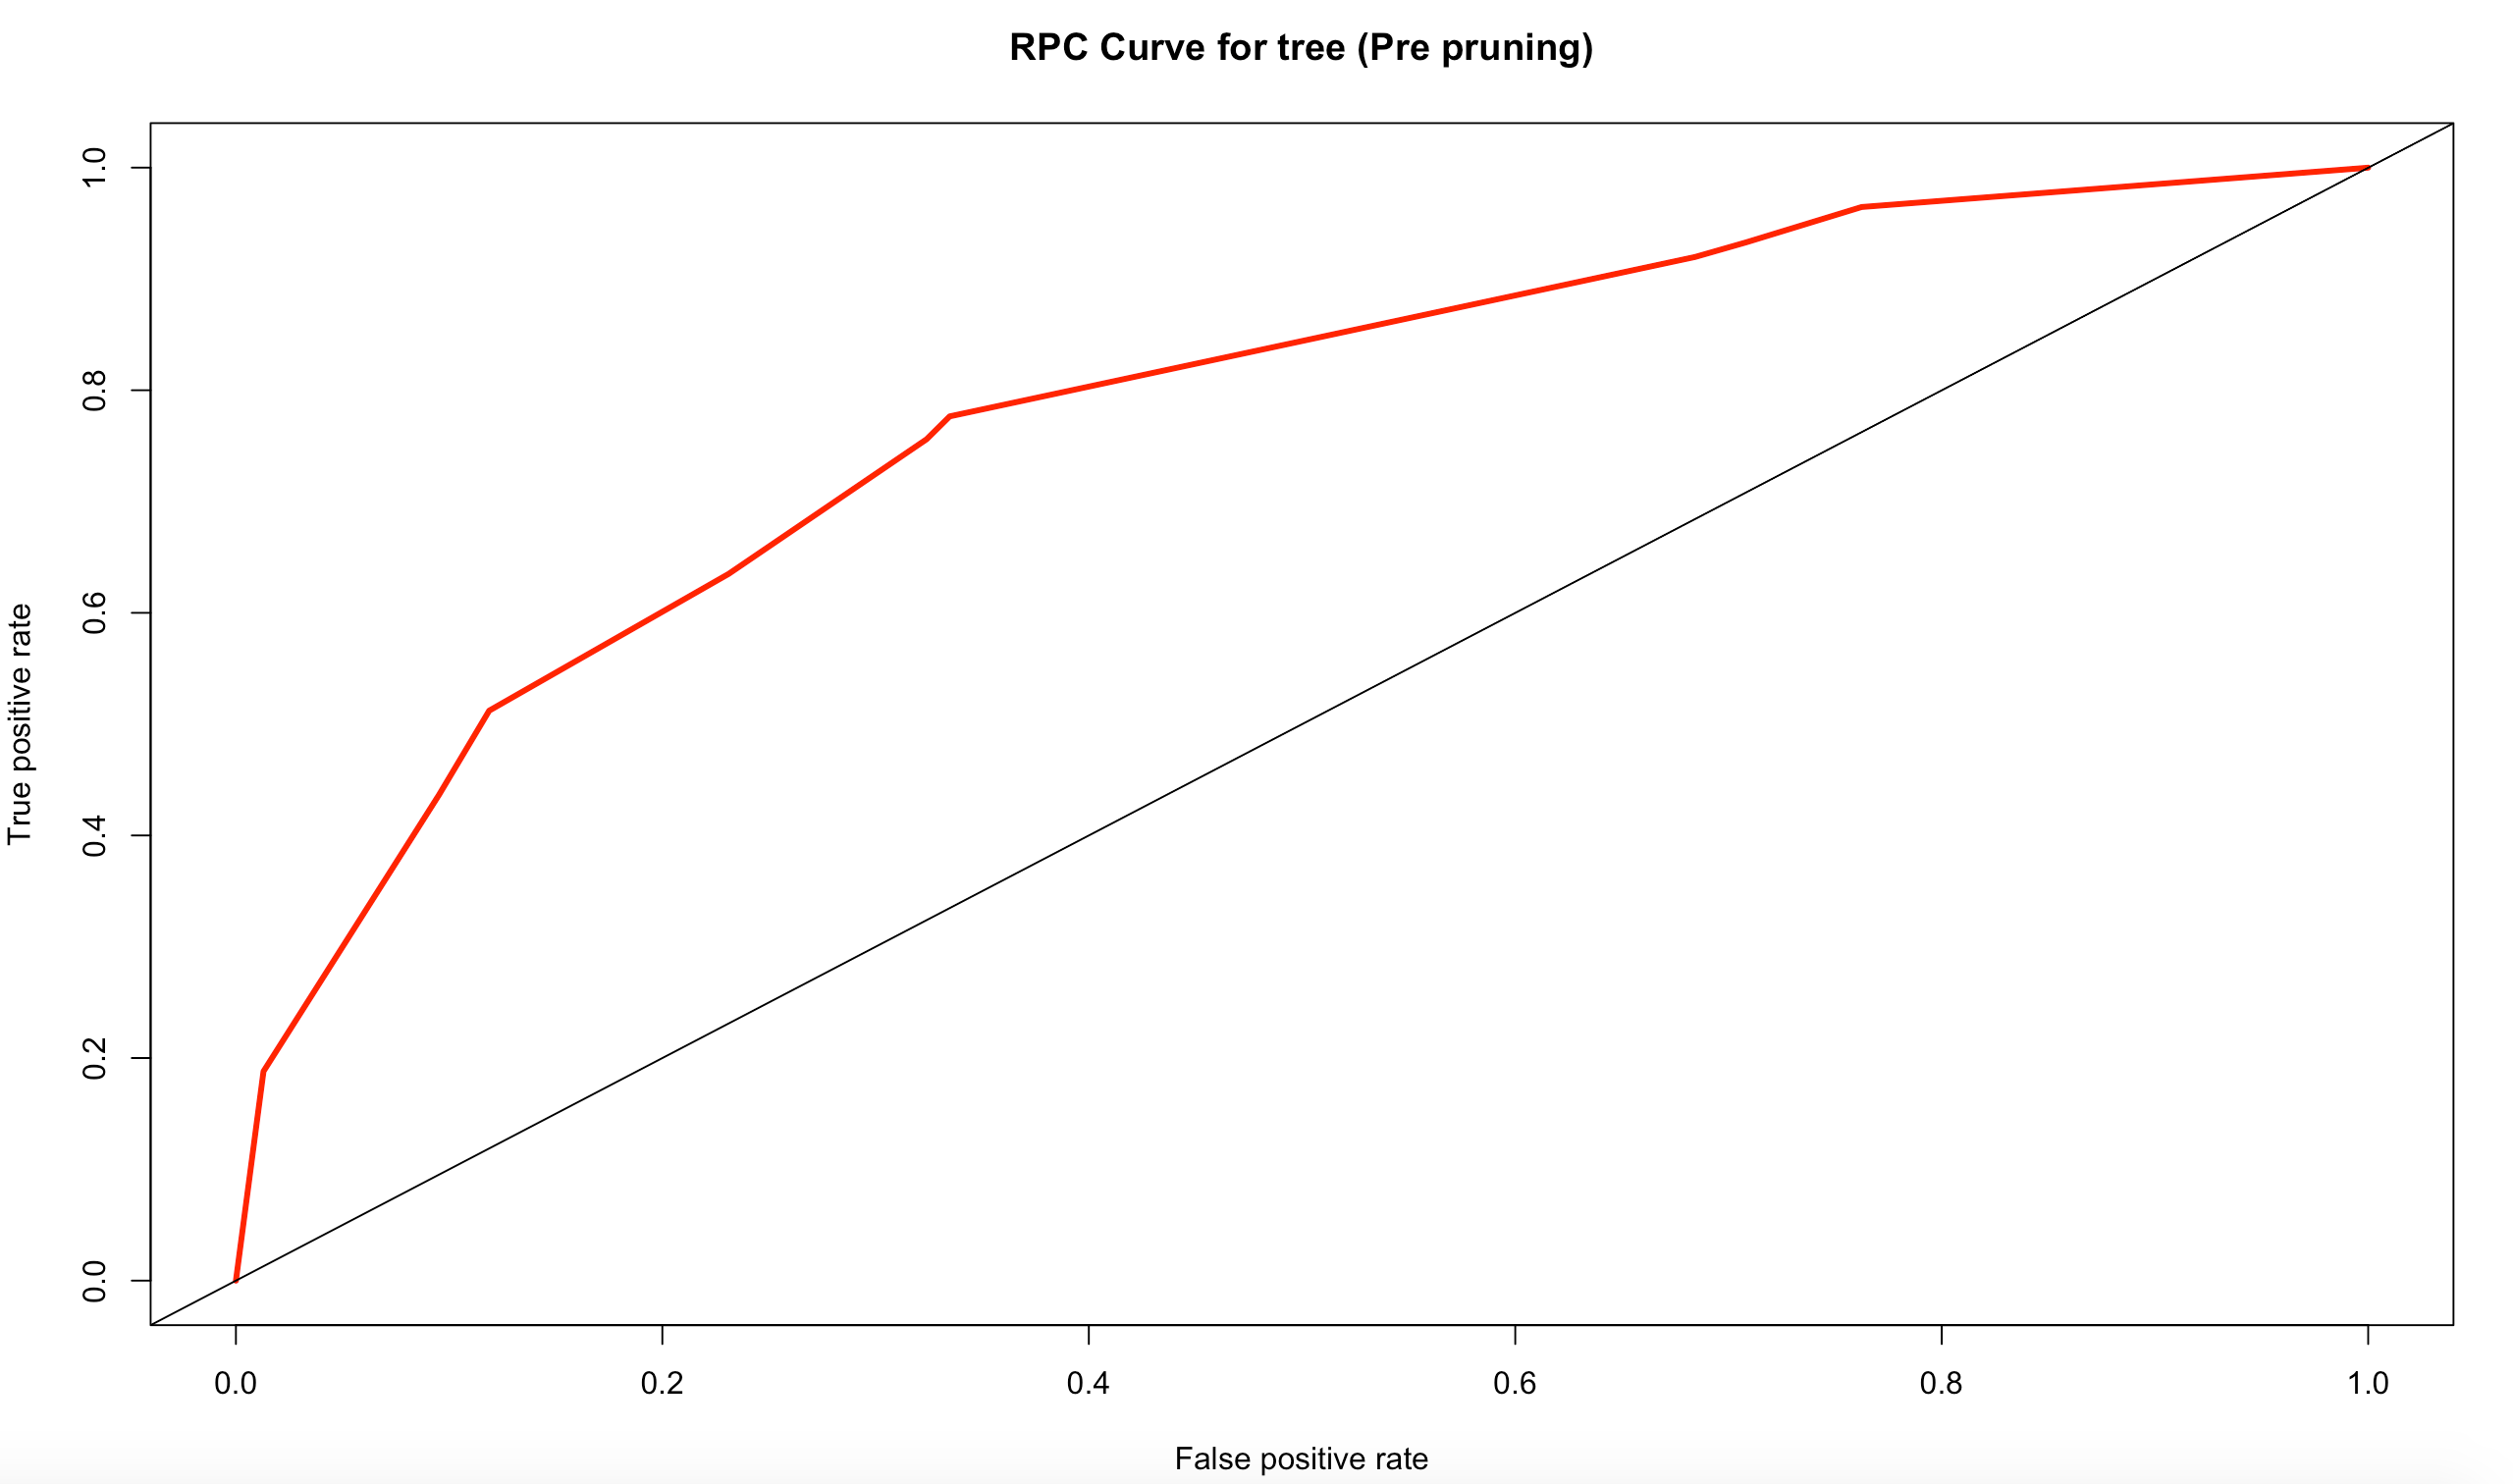 RPC Curve for tree (Pre pruning)
True positive rate
1.0
0.8
0.6
0.4
0.2
0.0
0.0 0.2 0.4 0.6 0.8 1.0
False positive rate